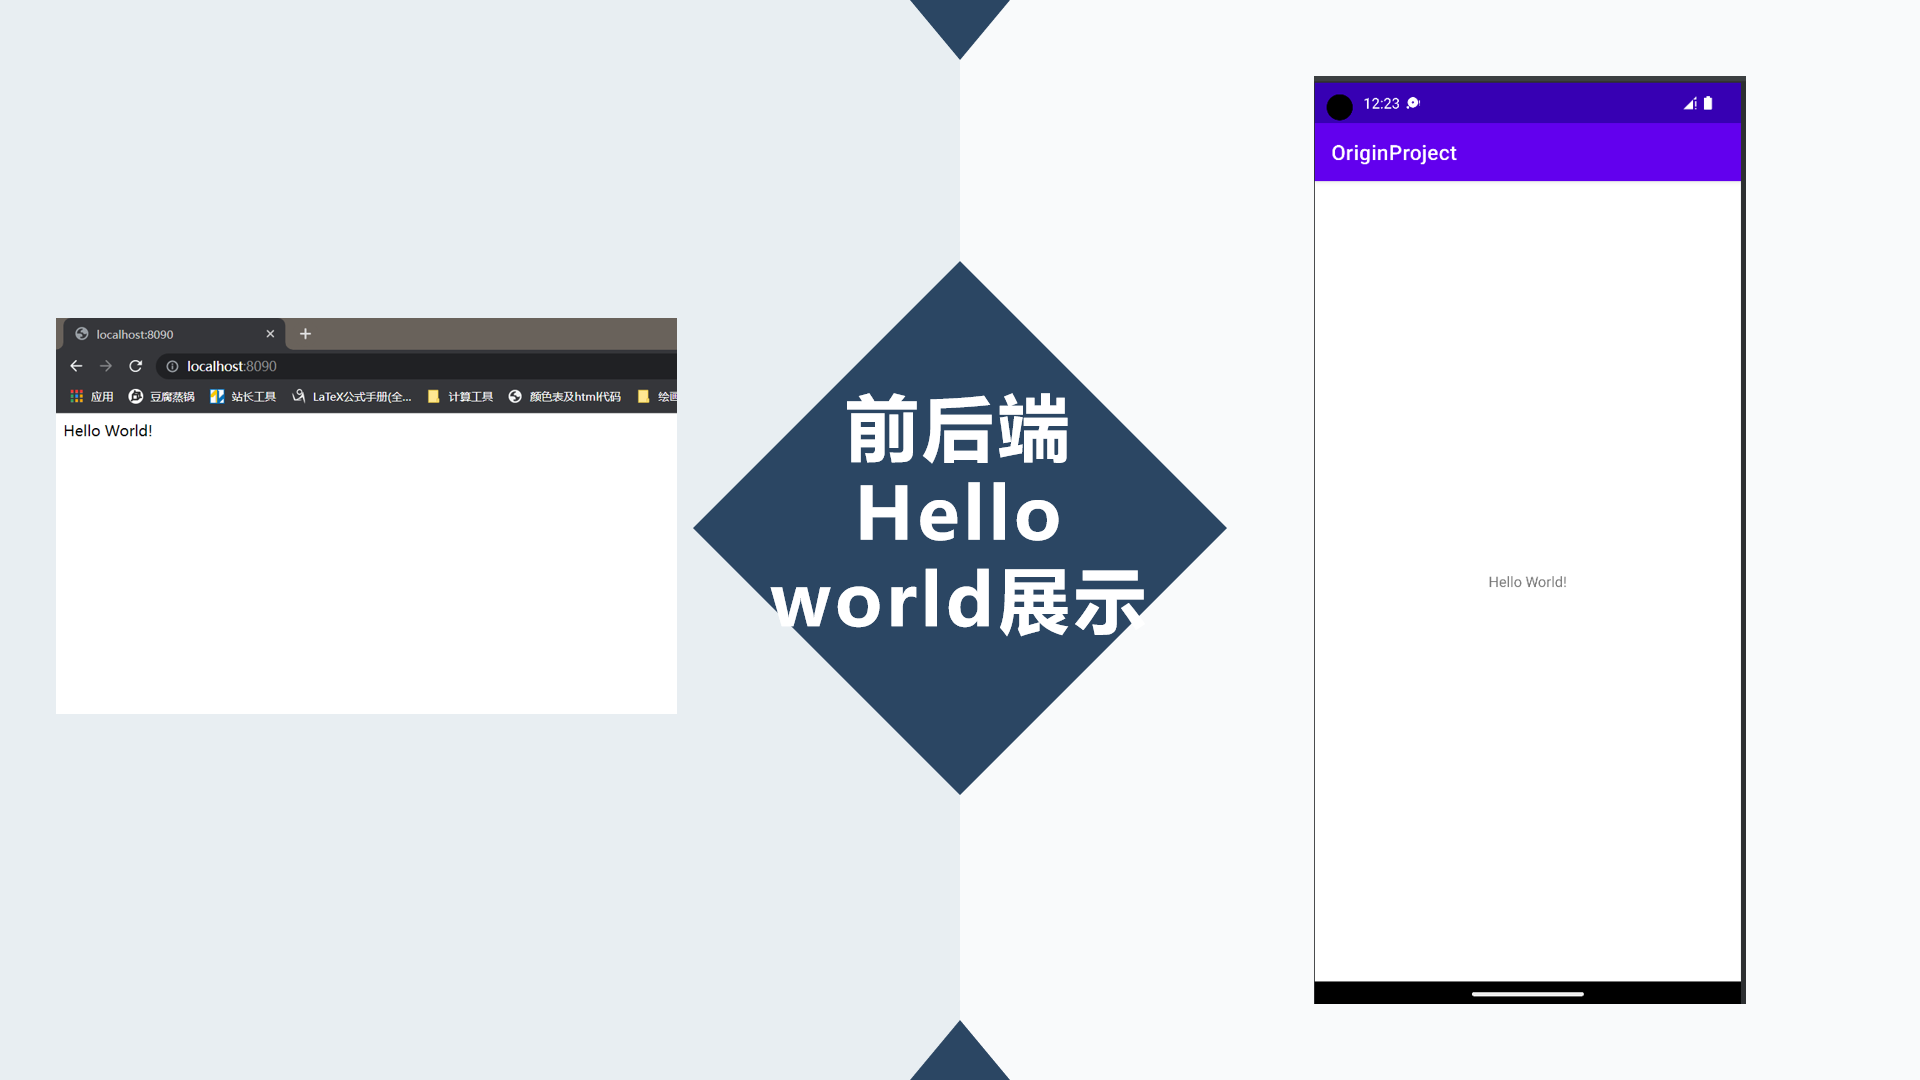 localhost:8090
localhost:8090
应用 豆腐蒸锅 站长工具 LaTeX公式手册(全... 计算工具 颜色表及html代码
Hello World!
前后端
Hello
world展示
12:23
OriginProject
Hello World!